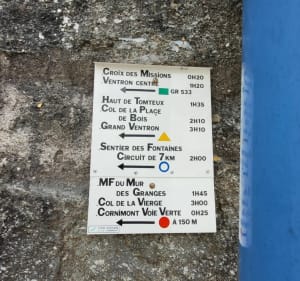 Croix des Missions 0H20
Ventron centre 1H20
GR 533
Haut de Tomteux 1H35
Col de la Place
de Bois 2H10
Grand Ventron 3H10
Sentier des Fontaines
Circuit de 7 km 2H00
MF du Mur
des Granges 1H45
Col de la Vierge 3H00
Cornimont Voie Verte 0H25
À 150 M